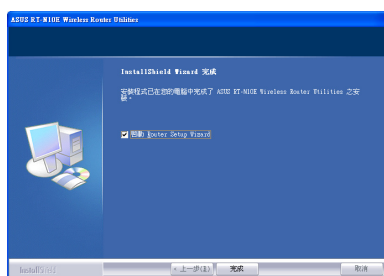 ASUS RT-N10E Wireless Router Utilities
InstallShield Wizard 完成
安裝程式已在您的電腦中完成了 ASUS RT-N10E Wireless Router Utilities 之安
裝。
啟動 Router Setup Wizard
InstallShield
< 上一步(B)
完成
取消